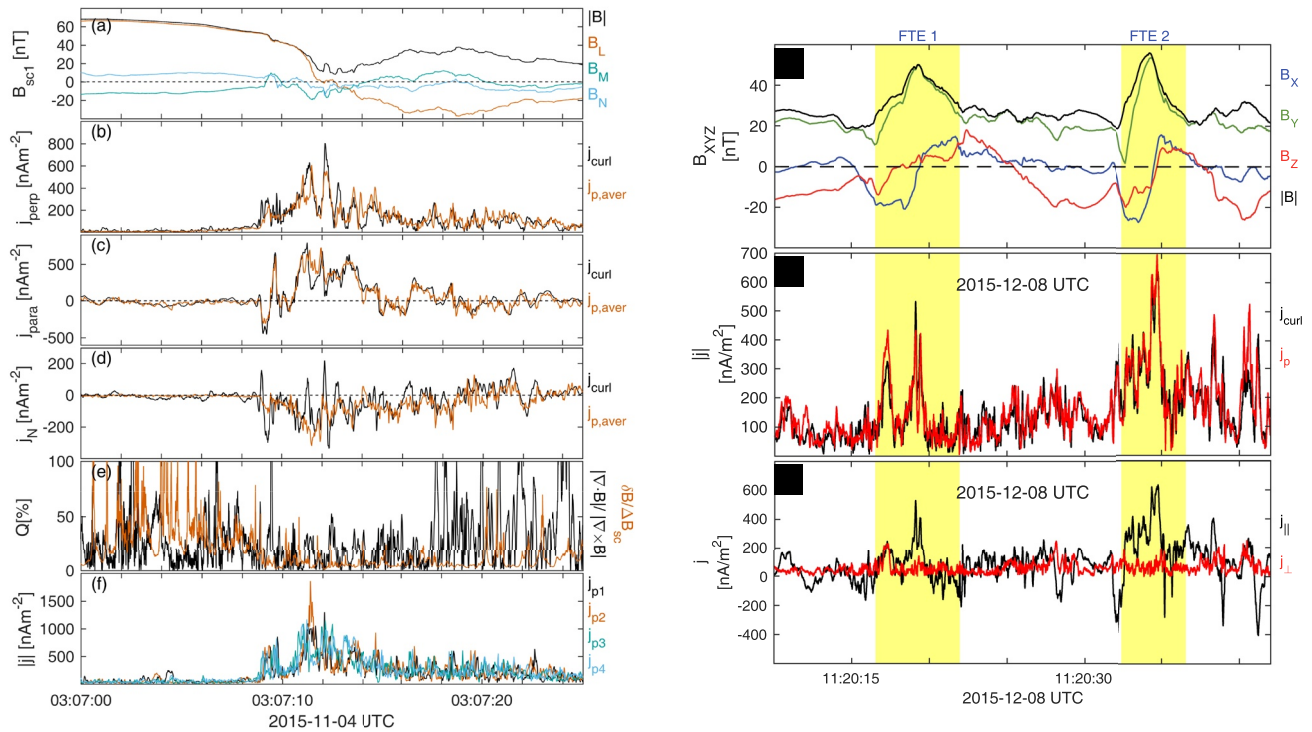 (a)
60
40
20
0
-20
B_sc1 [nT]
|B|
B_L
B_M
B_N
(b)
800
600
400
200
j_perp [nAm^-2]
j_curl
j_p,aver
(c)
500
0
-500
j_para [nAm^-2]
j_curl
j_p,aver
(d)
200
0
-200
j_N [nAm^-2]
j_curl
j_p,aver
(e)
100
50
0
Q[%]
|∇·B|/|∇×B|
δB/ΔB_sc
(f)
1500
1000
500
|j| [nAm^-2]
j_p1
j_p2
j_p3
j_p4
03:07:00
03:07:10
03:07:20
2015-11-04 UTC
FTE 1
FTE 2
40
20
0
-20
B_XYZ
[nT]
B_X
B_Y
B_Z
|B|
700
600
500
400
300
200
100
|j|
[nA/m^2]
2015-12-08 UTC
j_curl
j_p
600
400
200
0
-200
-400
j
[nA/m^2]
2015-12-08 UTC
j_||
j_⊥
11:20:15
11:20:30
2015-12-08 UTC